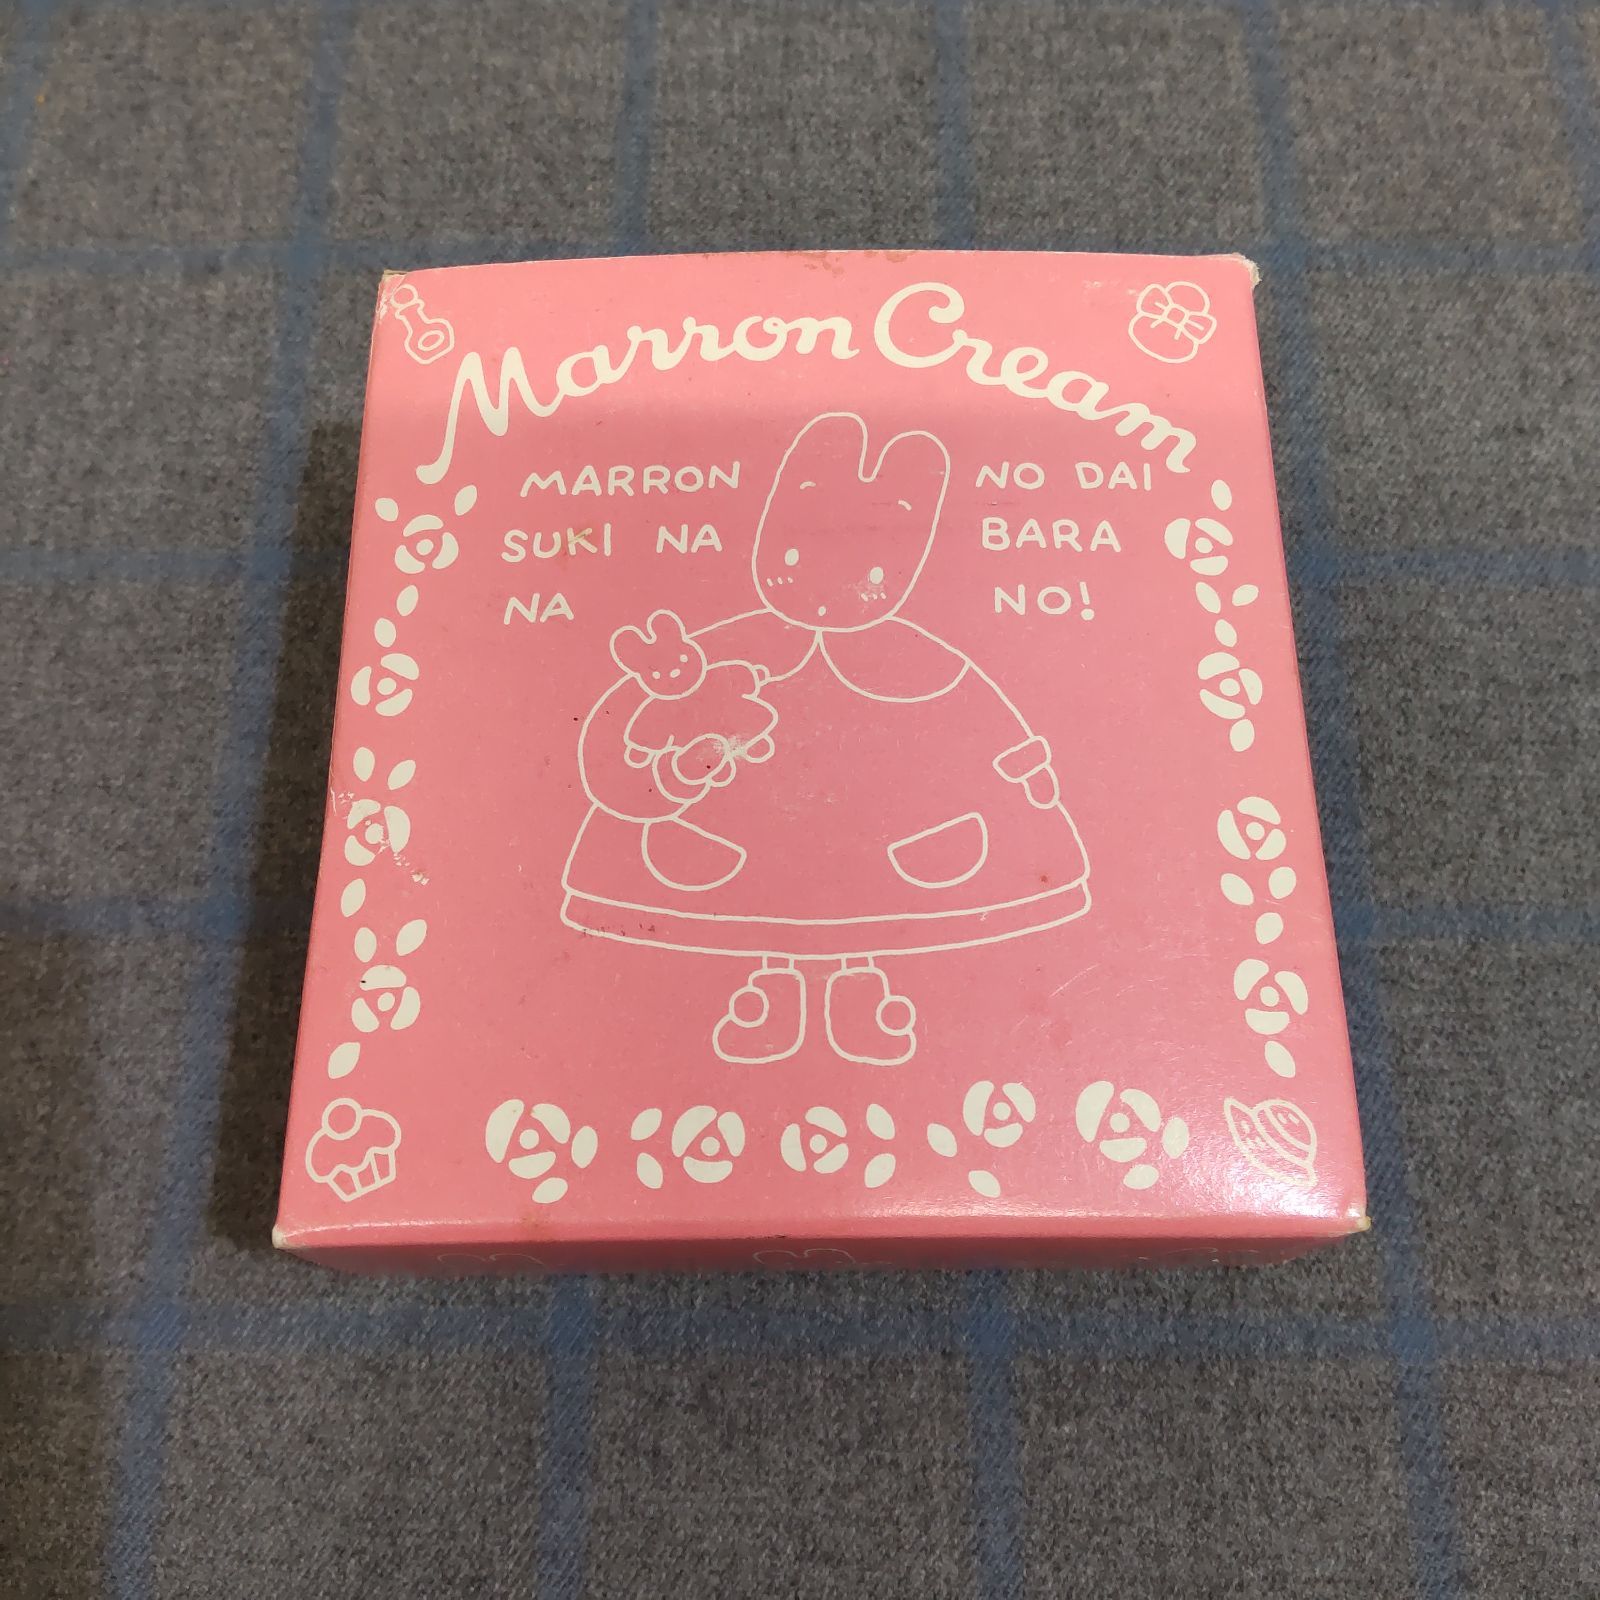 Marron Cream
MARRON NO DAI
SUKI NA BARA
NA NO!